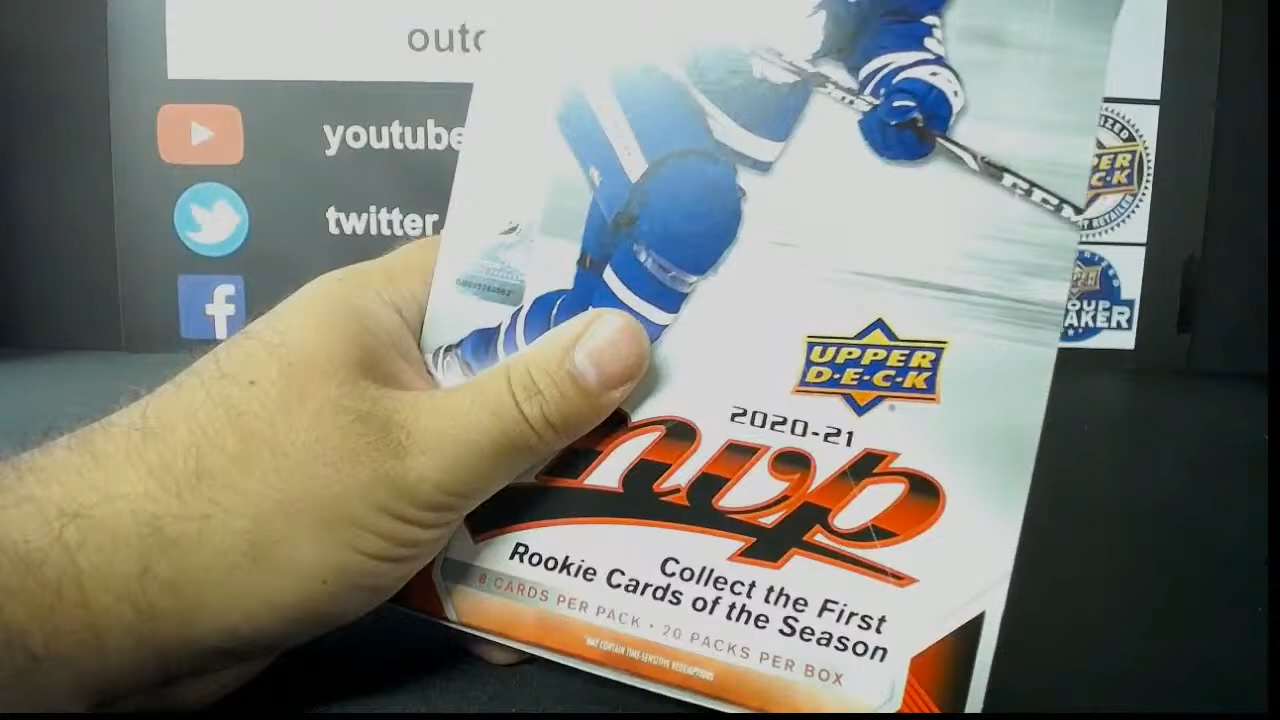 outc
youtube
twitter.
UPPER
D·E·C·K
2020-21
mvp
Collect the First
Rookie Cards of the Season
8 CARDS PER PACK · 20 PACKS PER BOX
*MAY CONTAIN TIME-SENSITIVE REDEMPTIONS